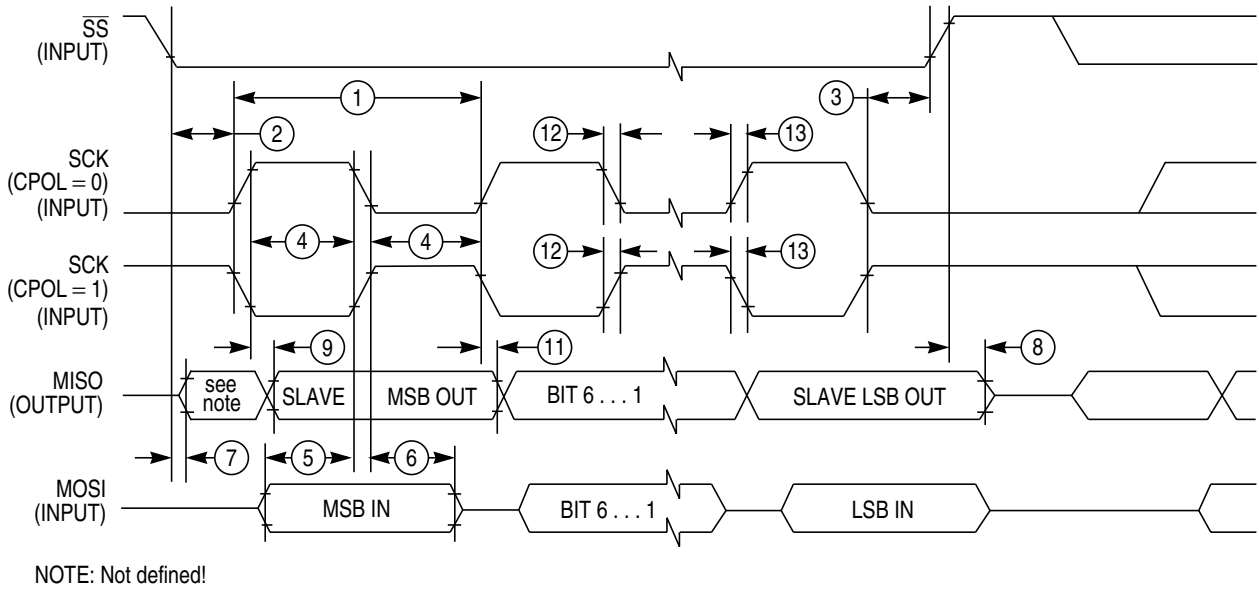 SS
(INPUT)
1
3
2
12
13
SCK
(CPOL = 0)
(INPUT)
4
4
12
13
SCK
(CPOL = 1)
(INPUT)
9
11
8
MISO
(OUTPUT)
see
note
SLAVE
MSB OUT
BIT 6 . . . 1
SLAVE LSB OUT
7
5
6
MOSI
(INPUT)
MSB IN
BIT 6 . . . 1
LSB IN
NOTE: Not defined!